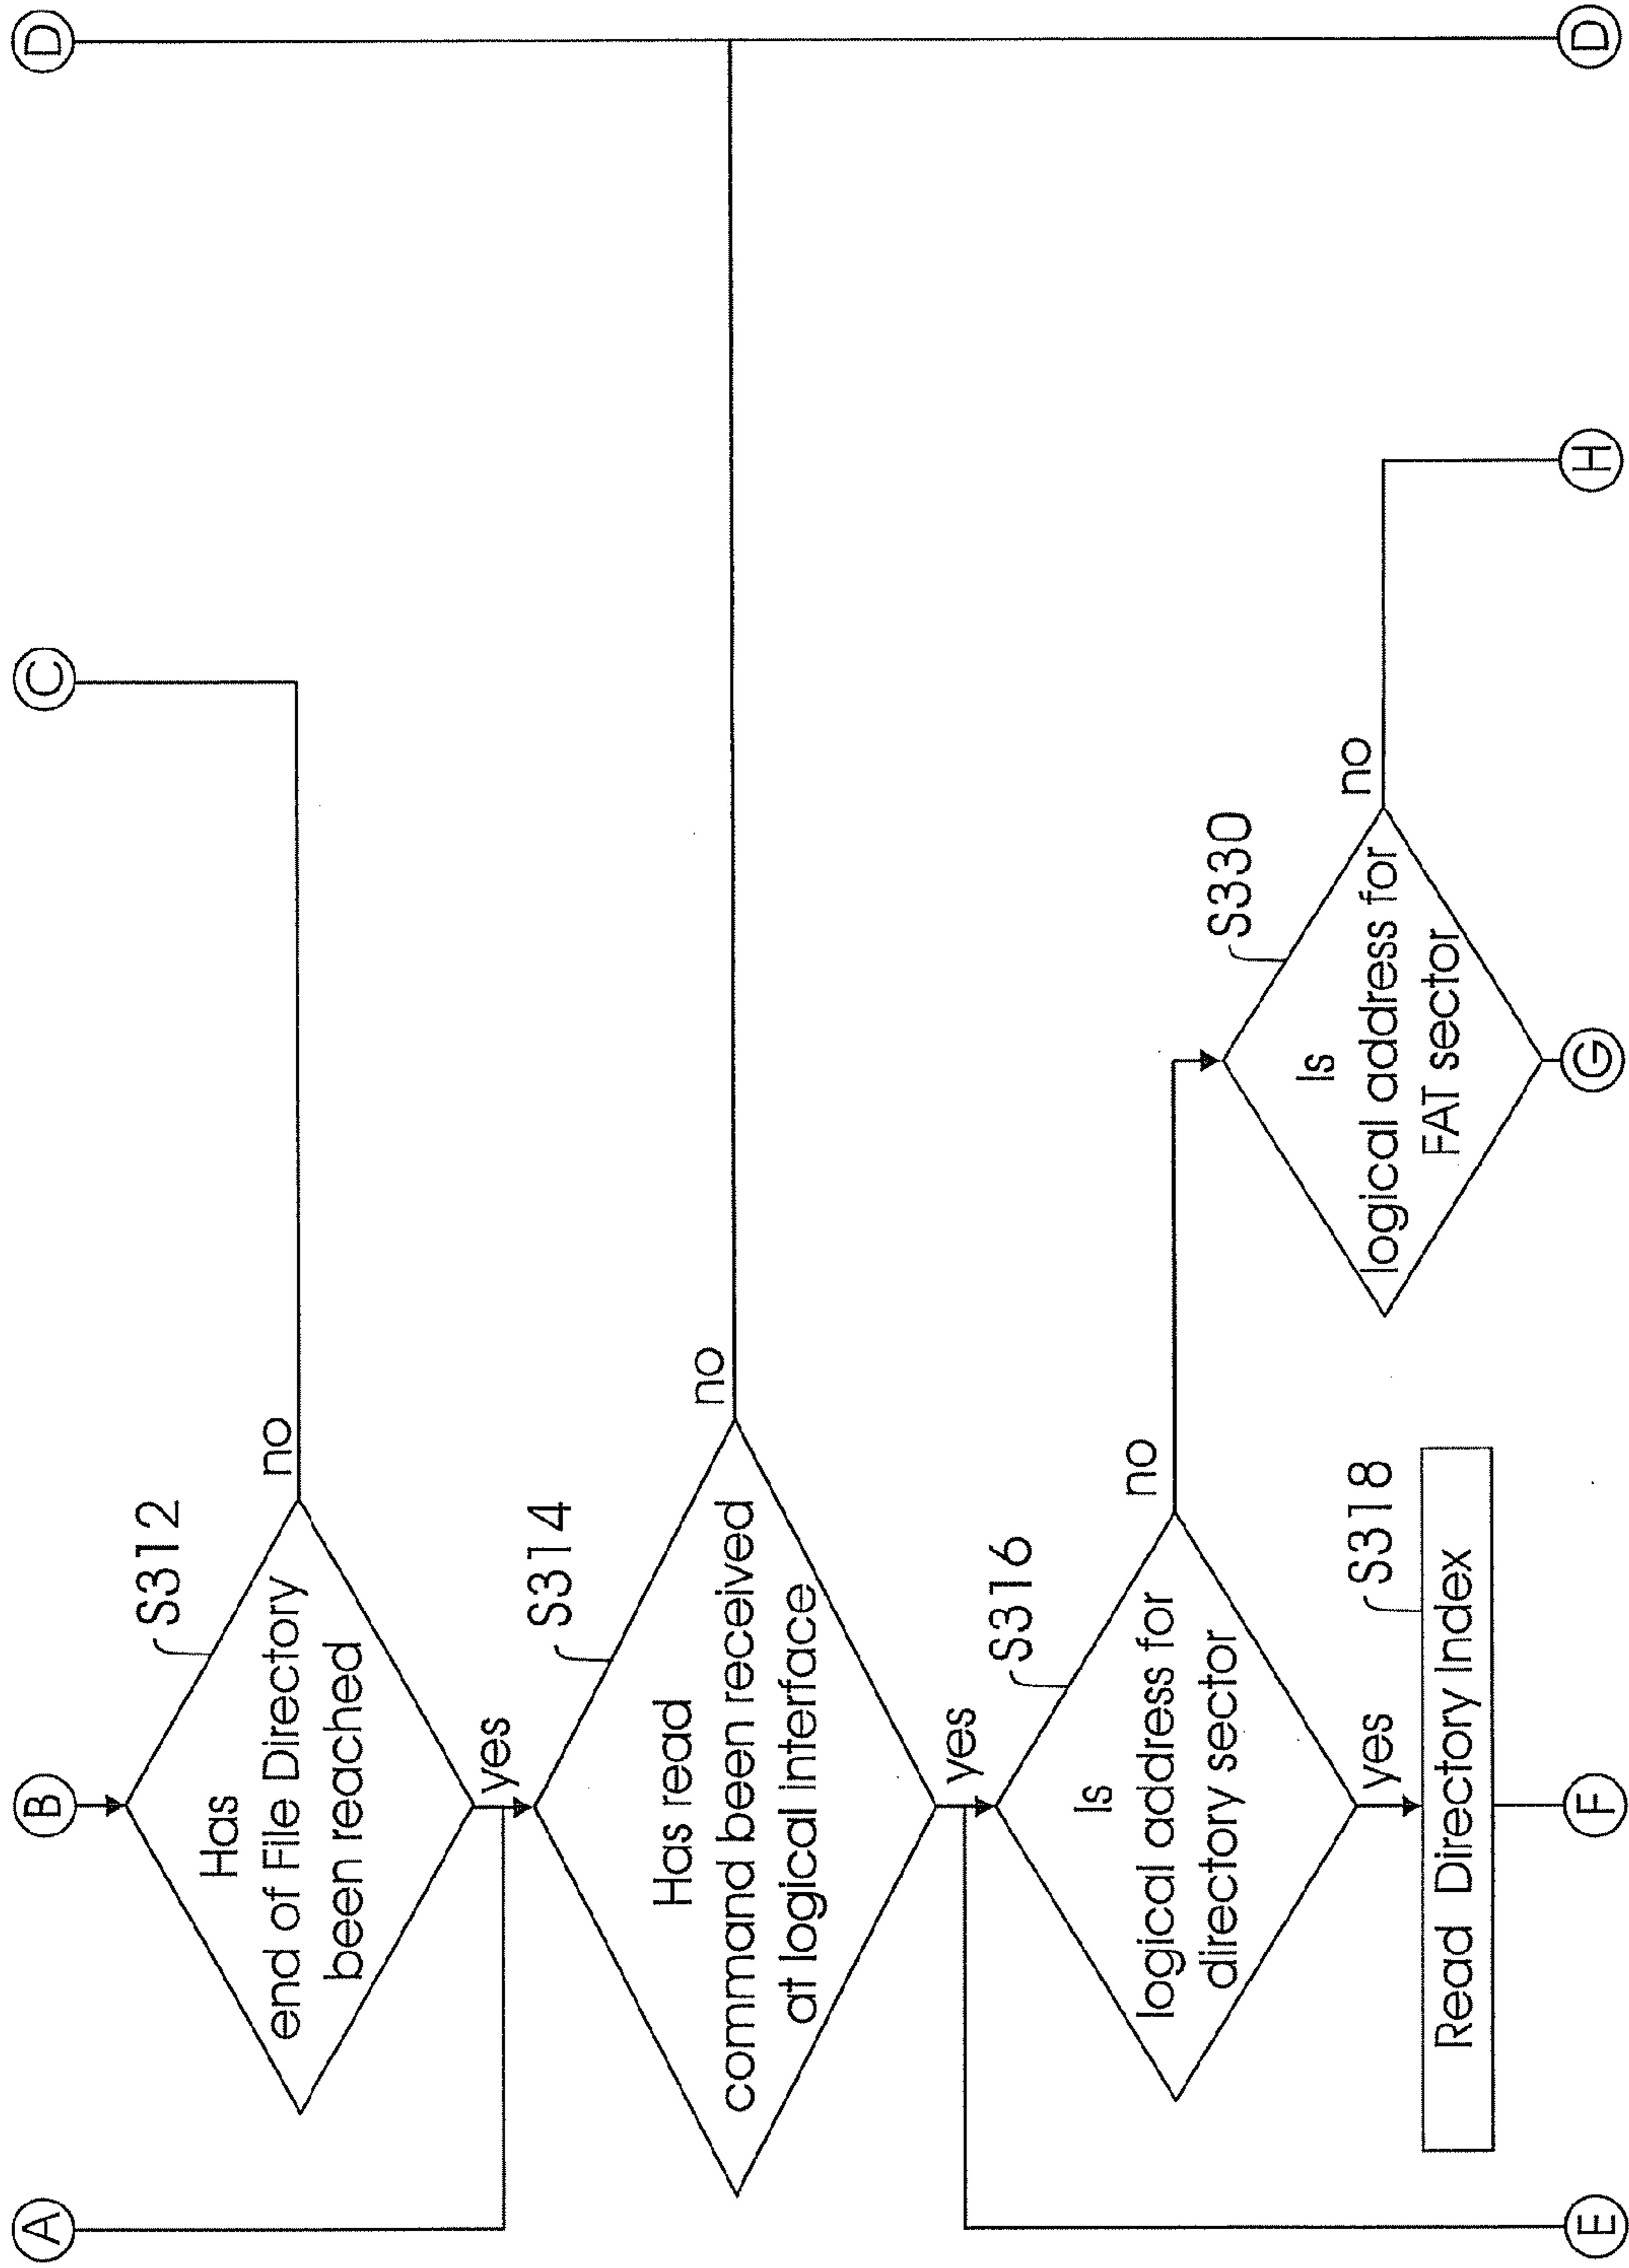 A
B
C
D
S312
Has
end of File Directory
been reached
no
yes
S314
Has read
command been received
at logical Interface
no
yes
S316
Is
logical address for
directory sector
no
yes
S330
Is
logical address for
FAT sector
no
S318
Read Directory Index
E
F
G
H
D